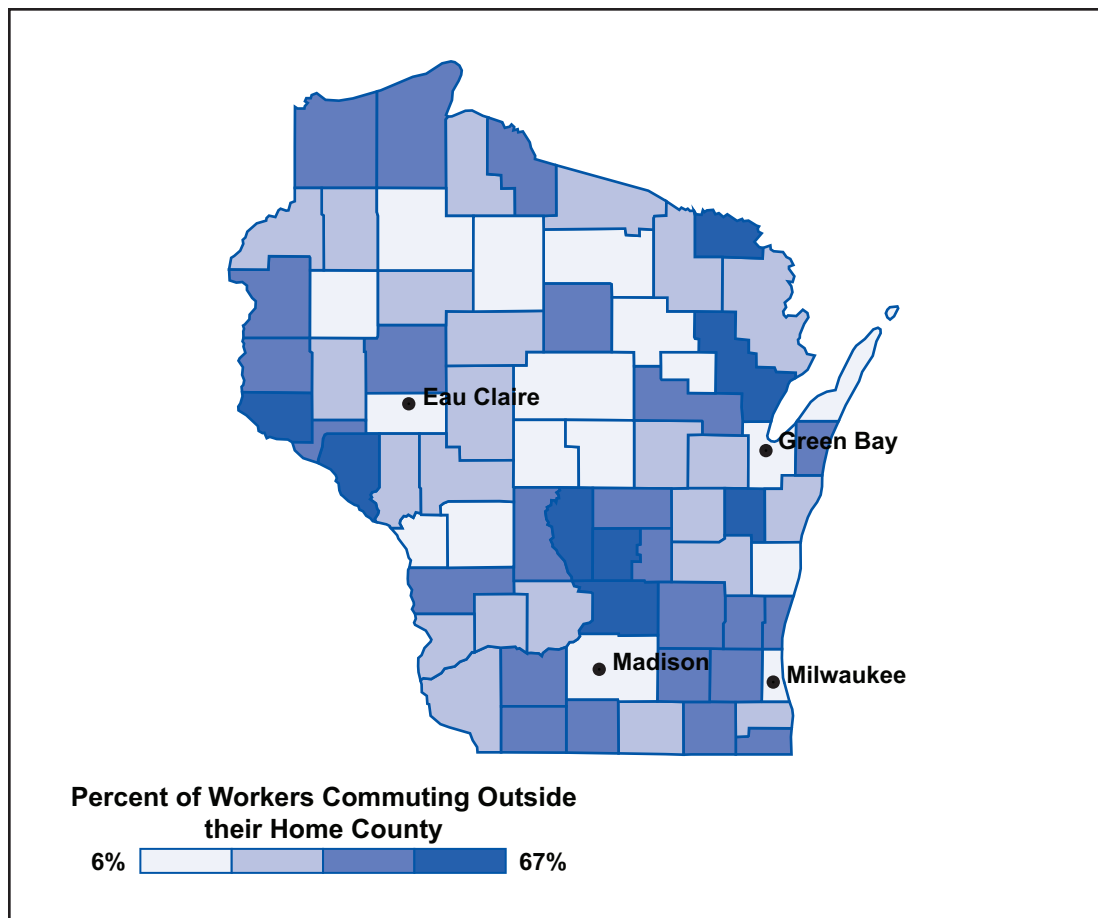 Eau Claire
Green Bay
Madison
Milwaukee
Percent of Workers Commuting Outside
their Home County
6%
67%